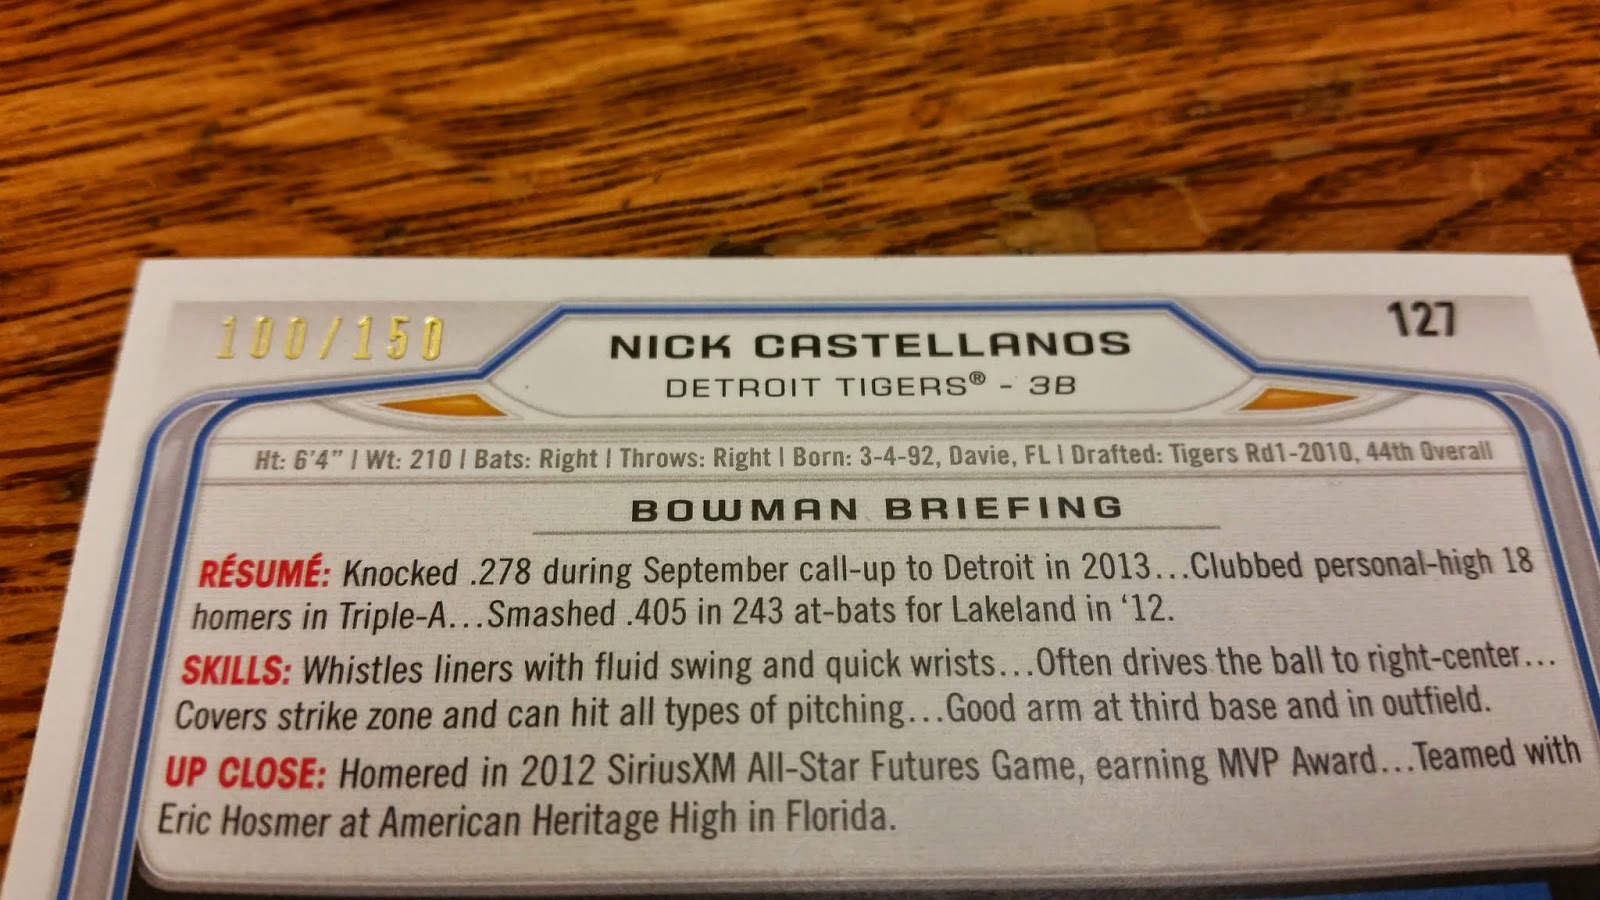 100/150
NICK CASTELLANOS
127
DETROIT TIGERS® - 3B
Ht: 6'4" | Wt: 210 | Bats: Right | Throws: Right | Born: 3-4-92, Davie, FL | Drafted: Tigers Rd1-2010, 44th Overall
BOWMAN BRIEFING
RÉSUMÉ: Knocked .278 during September call-up to Detroit in 2013...Clubbed personal-high 18
homers in Triple-A...Smashed .405 in 243 at-bats for Lakeland in ‘12.
SKILLS: Whistles liners with fluid swing and quick wrists...Often drives the ball to right-center...
Covers strike zone and can hit all types of pitching...Good arm at third base and in outfield.
UP CLOSE: Homered in 2012 SiriusXM All-Star Futures Game, earning MVP Award...Teamed with
Eric Hosmer at American Heritage High in Florida.